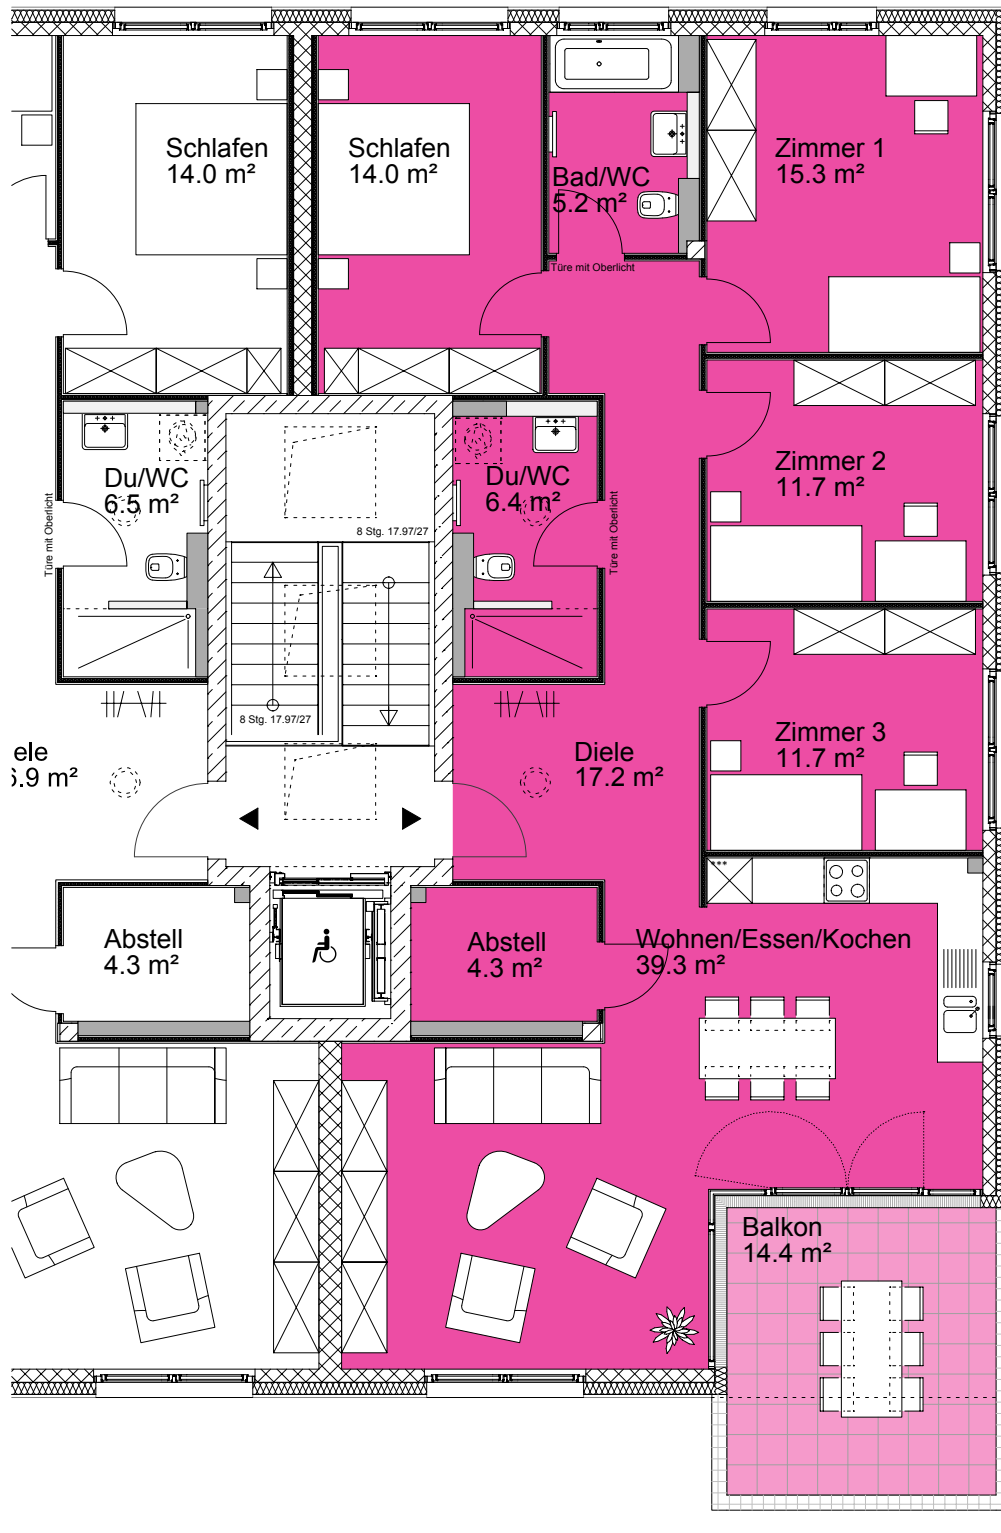 Schlafen
14.0 m²
Schlafen
14.0 m²
Bad/WC
5.2 m²
Zimmer 1
15.3 m²
Türe mit Oberlicht
Du/WC
6.5 m²
Türe mit Oberlicht
8 Stg. 17.97/27
Du/WC
6.4 m²
Türe mit Oberlicht
Zimmer 2
11.7 m²
8 Stg. 17.97/27
ele
6.9 m²
Diele
17.2 m²
Zimmer 3
11.7 m²
***
Abstell
4.3 m²
Abstell
4.3 m²
Wohnen/Essen/Kochen
39.3 m²
Balkon
14.4 m²